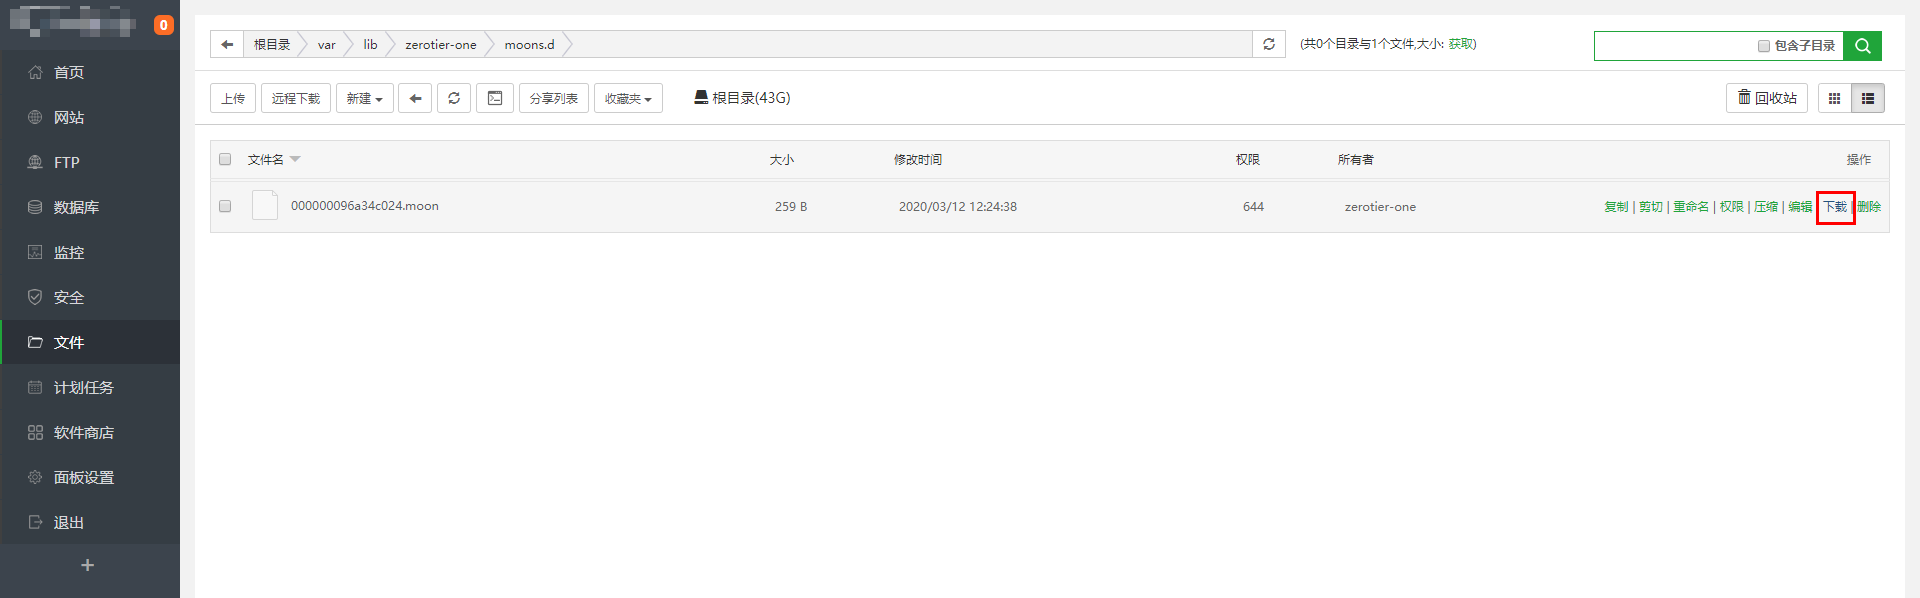 0
首页
网站
FTP
数据库
监控
安全
文件
计划任务
软件商店
面板设置
退出
+
根目录 var lib zerotier-one moons.d
(共0个目录与1个文件,大小: 获取)
包含子目录
上传 远程下载 新建 分享列表 收藏夹 根目录(43G)
回收站
文件名 大小 修改时间 权限 所有者 操作
000000096a34c024.moon 259 B 2020/03/12 12:24:38 644 zerotier-one 复制 | 剪切 | 重命名 | 权限 | 压缩 | 编辑 | 下载 | 删除